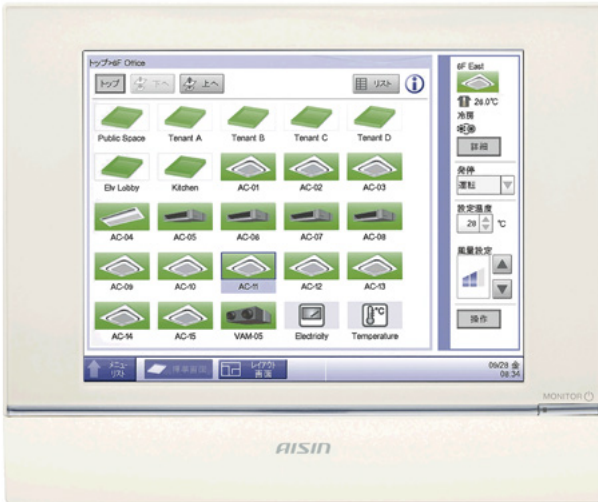 トップ>6F Office
トップ 下へ 上へ リスト
Public Space Tenant A Tenant B Tenant C Tenant D
Elv Lobby Kitchen AC-01 AC-02 AC-03
AC-04 AC-05 AC-06 AC-07 AC-08
AC-09 AC-10 AC-11 AC-12 AC-13
AC-14 AC-15 VAM-05 Electricity Temperature
6F East
26.0℃
冷房
詳細
発停
運転
設定温度
28 ℃
風量設定
操作
メニュー
リスト
標準画面
レイアウト
画面
09/28 金
08:34
MONITOR
AISIN